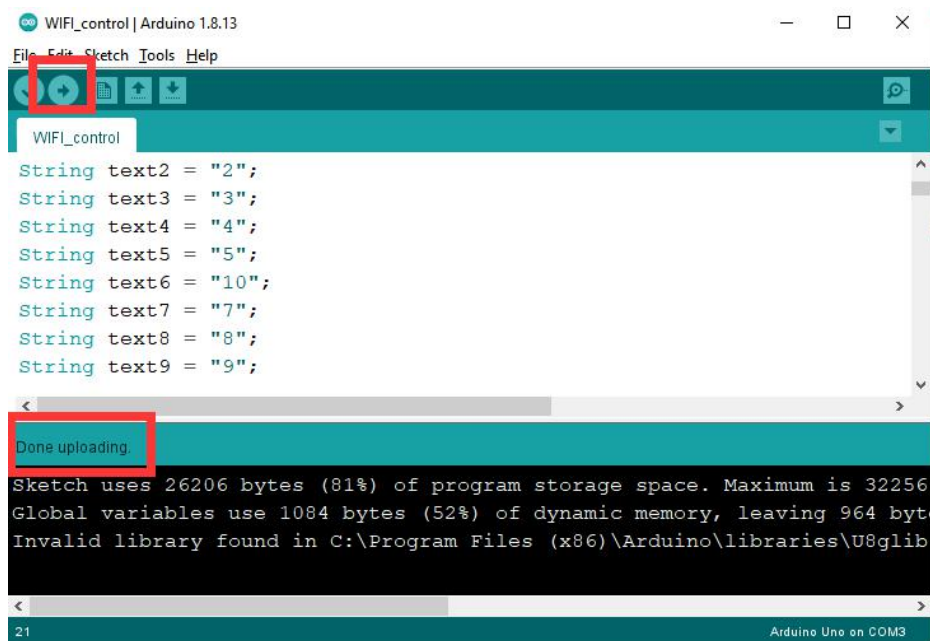 WIFI_control | Arduino 1.8.13
File Edit Sketch Tools Help
WIFI_control
String text2 = "2";
String text3 = "3";
String text4 = "4";
String text5 = "5";
String text6 = "10";
String text7 = "7";
String text8 = "8";
String text9 = "9";
Done uploading.
Sketch uses 26206 bytes (81%) of program storage space. Maximum is 32256
Global variables use 1084 bytes (52%) of dynamic memory, leaving 964 byt
Invalid library found in C:\Program Files (x86)\Arduino\libraries\U8glib
21
Arduino Uno on COM3